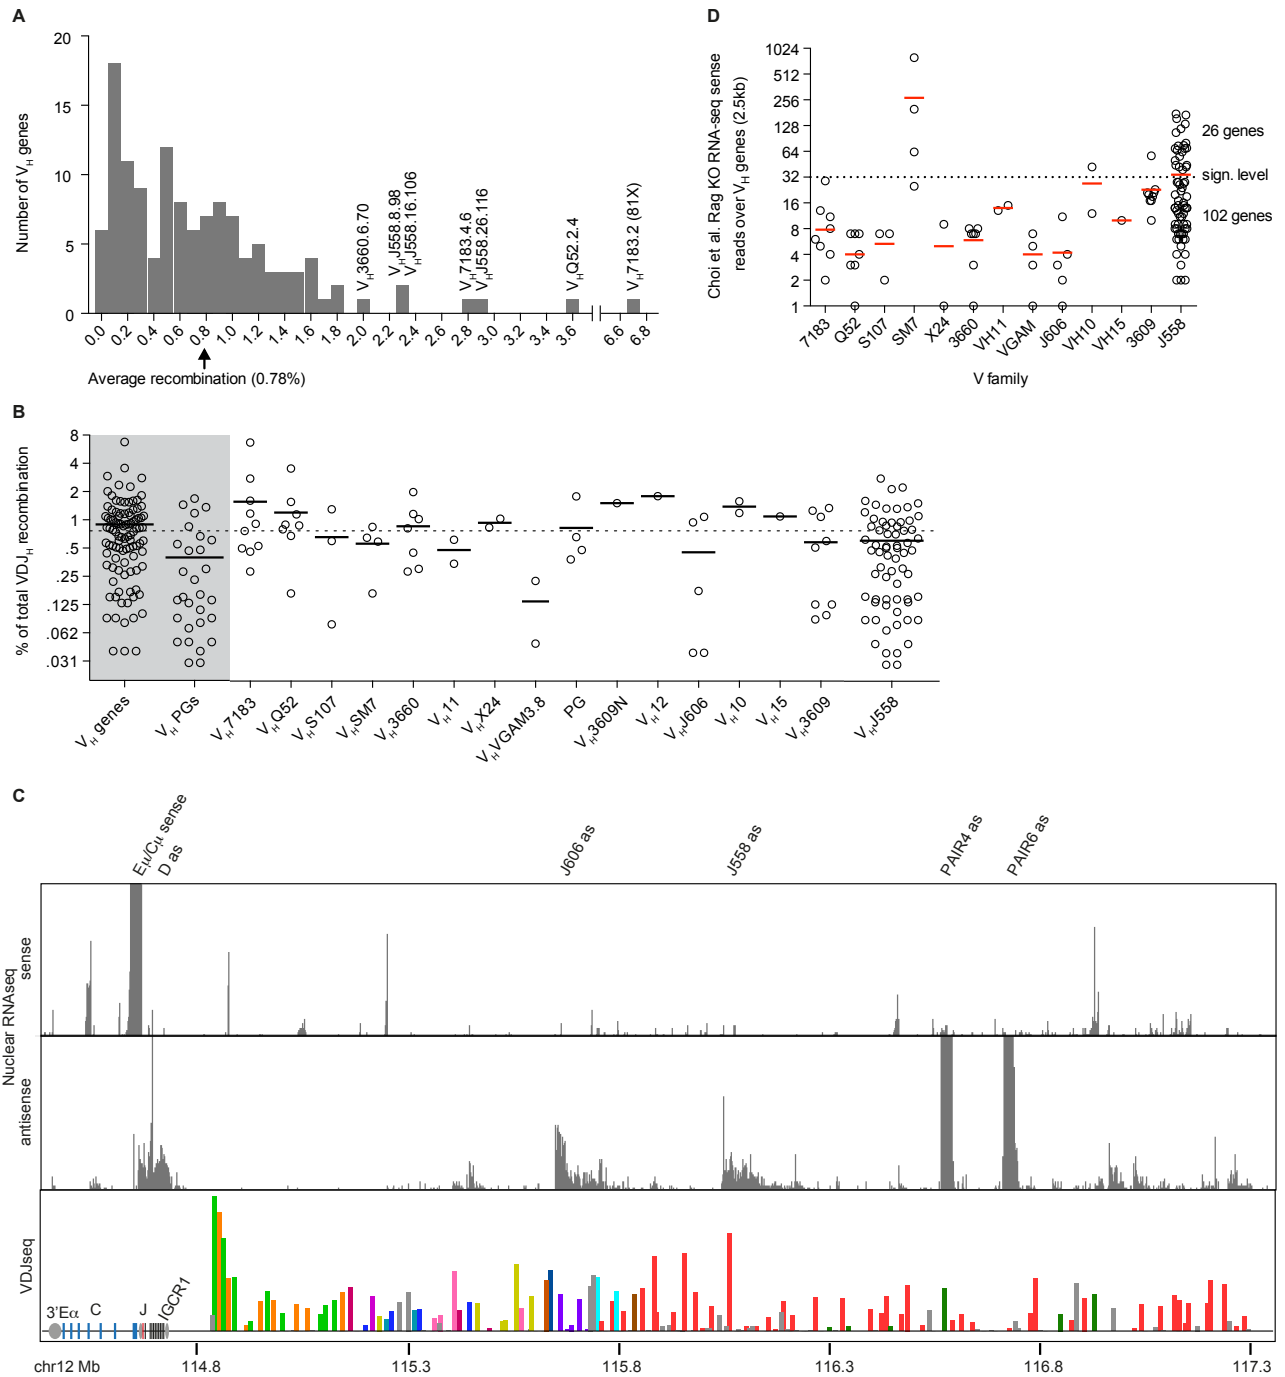 A
20
15
10
5
0
Number of VH genes
VH3660.6.70
VHJ558.8.98
VHJ558.16.106
VH7183.4.6
VHJ558.26.116
VHQ52.2.4
VH7183.2 (81X)
0.0 0.2 0.4 0.6 0.8 1.0 1.2 1.4 1.6 1.8 2.0 2.2 2.4 2.6 2.8 3.0 3.2 3.4 3.6 6.6 6.8
Average recombination (0.78%)
D
Choi et al. Rag KO RNA-seq sense
reads over VH genes (2.5kb)
1024
512
256
128
64
32
16
8
4
2
1
26 genes
sign. level
102 genes
7183 Q52 S107 SM7 X24 3660 VH11 VGAM J606 VH10 VH15 3609 J558
V family
B
% of total VDJH recombination
8
4
2
1
.5
.25
.125
.062
.031
VH genes VH PGs VH7183 VHQ52 VHS107 VHSM7 VH3660 VH11 VHX24 VHVGAM3.8 PG VH3609N VH12 VHJ606 VH10 VH15 VH3609 VHJ558
C
Eµ/Cµ sense
D as
J606 as
J558 as
PAIR4 as
PAIR6 as
Nuclear RNAseq
sense
antisense
VDJseq
3'Eα C J IGCR1
chr12 Mb 114.8 115.3 115.8 116.3 116.8 117.3